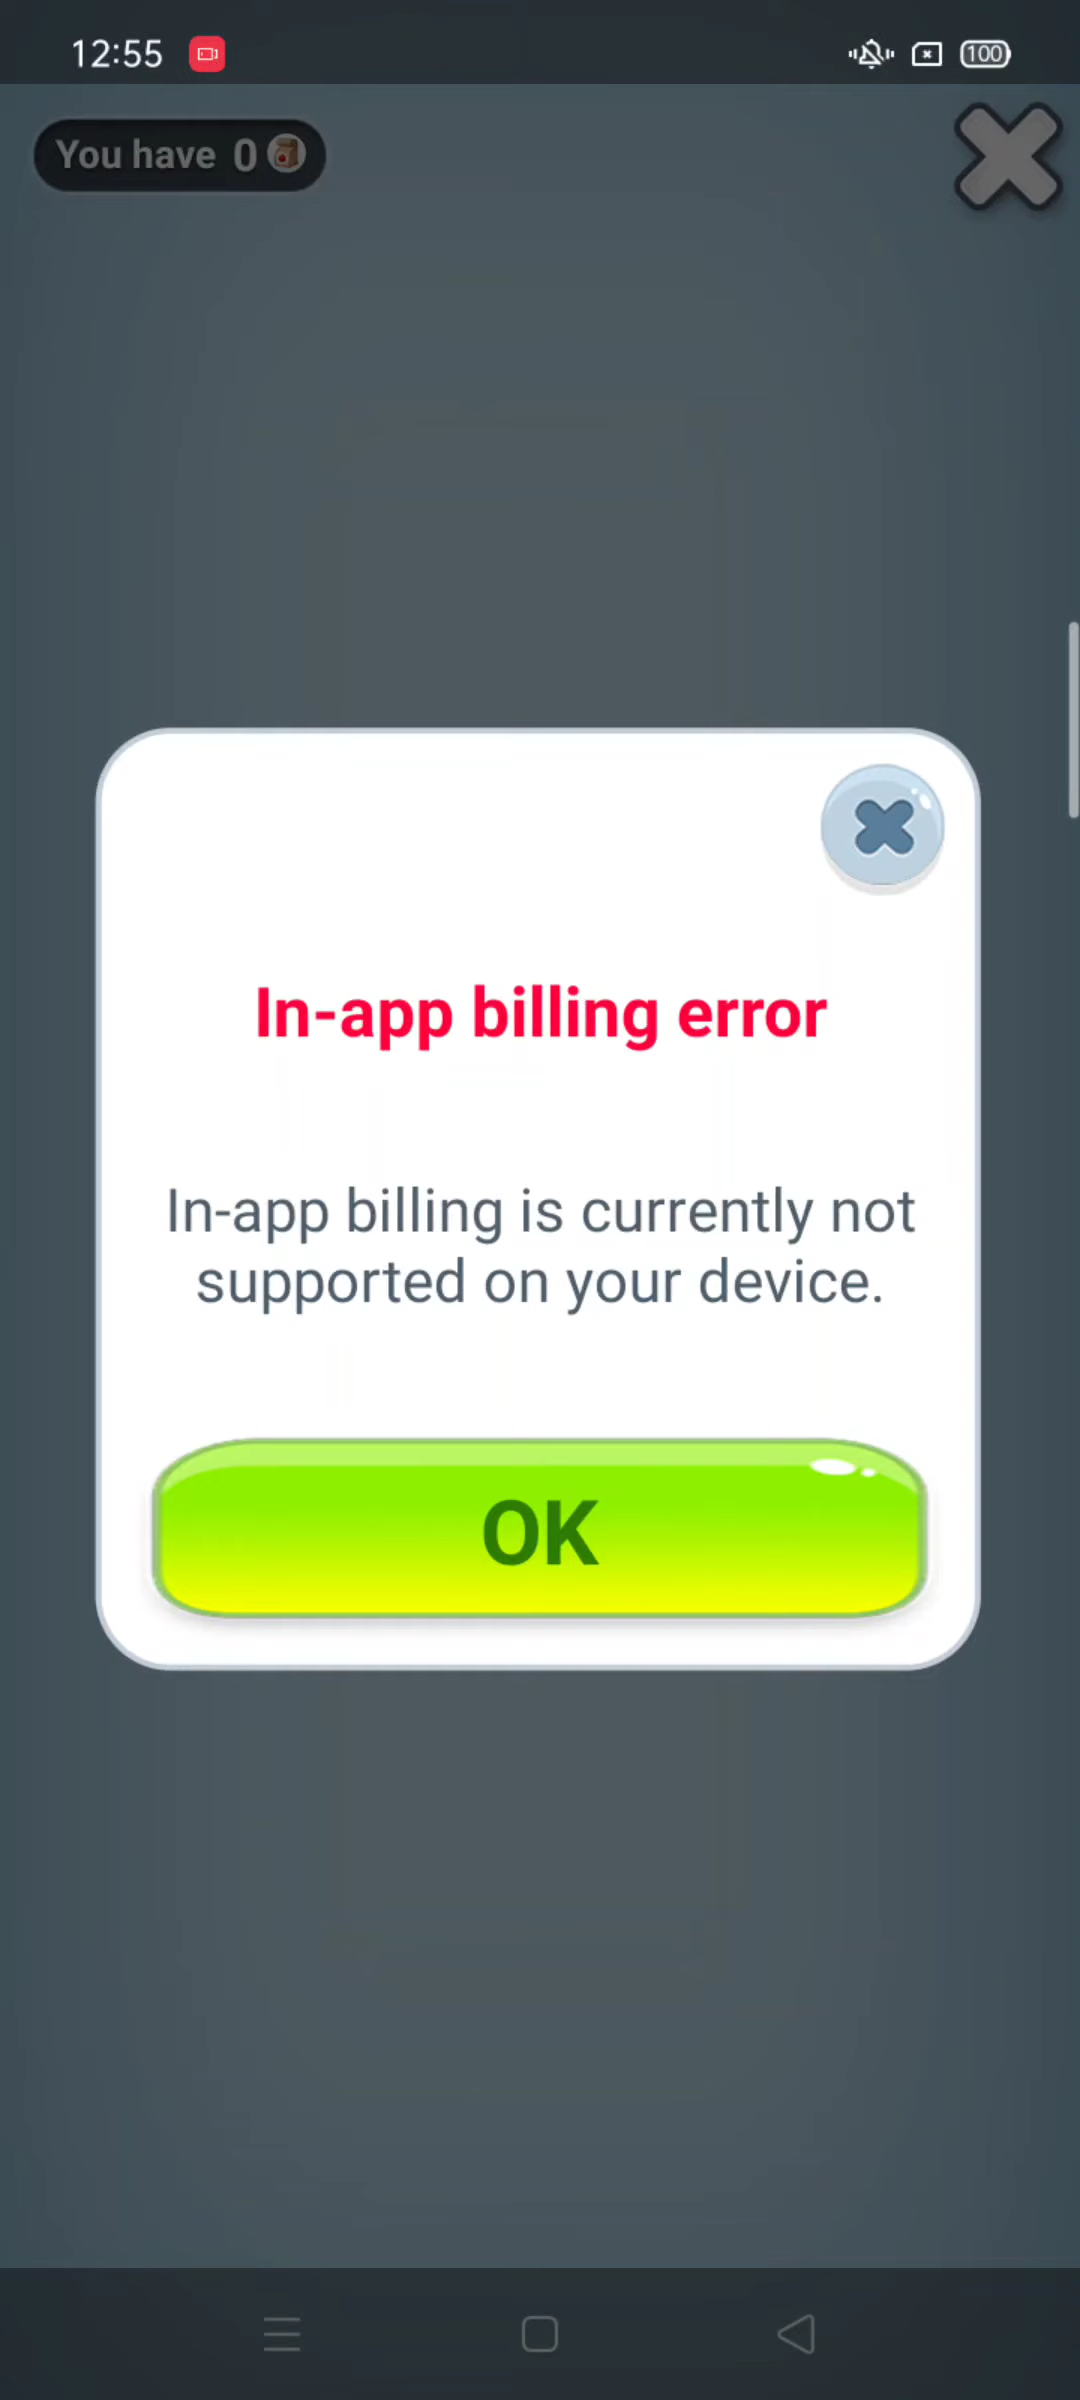 12:55
100
You have 0
In-app billing error
In-app billing is currently not
supported on your device.
OK